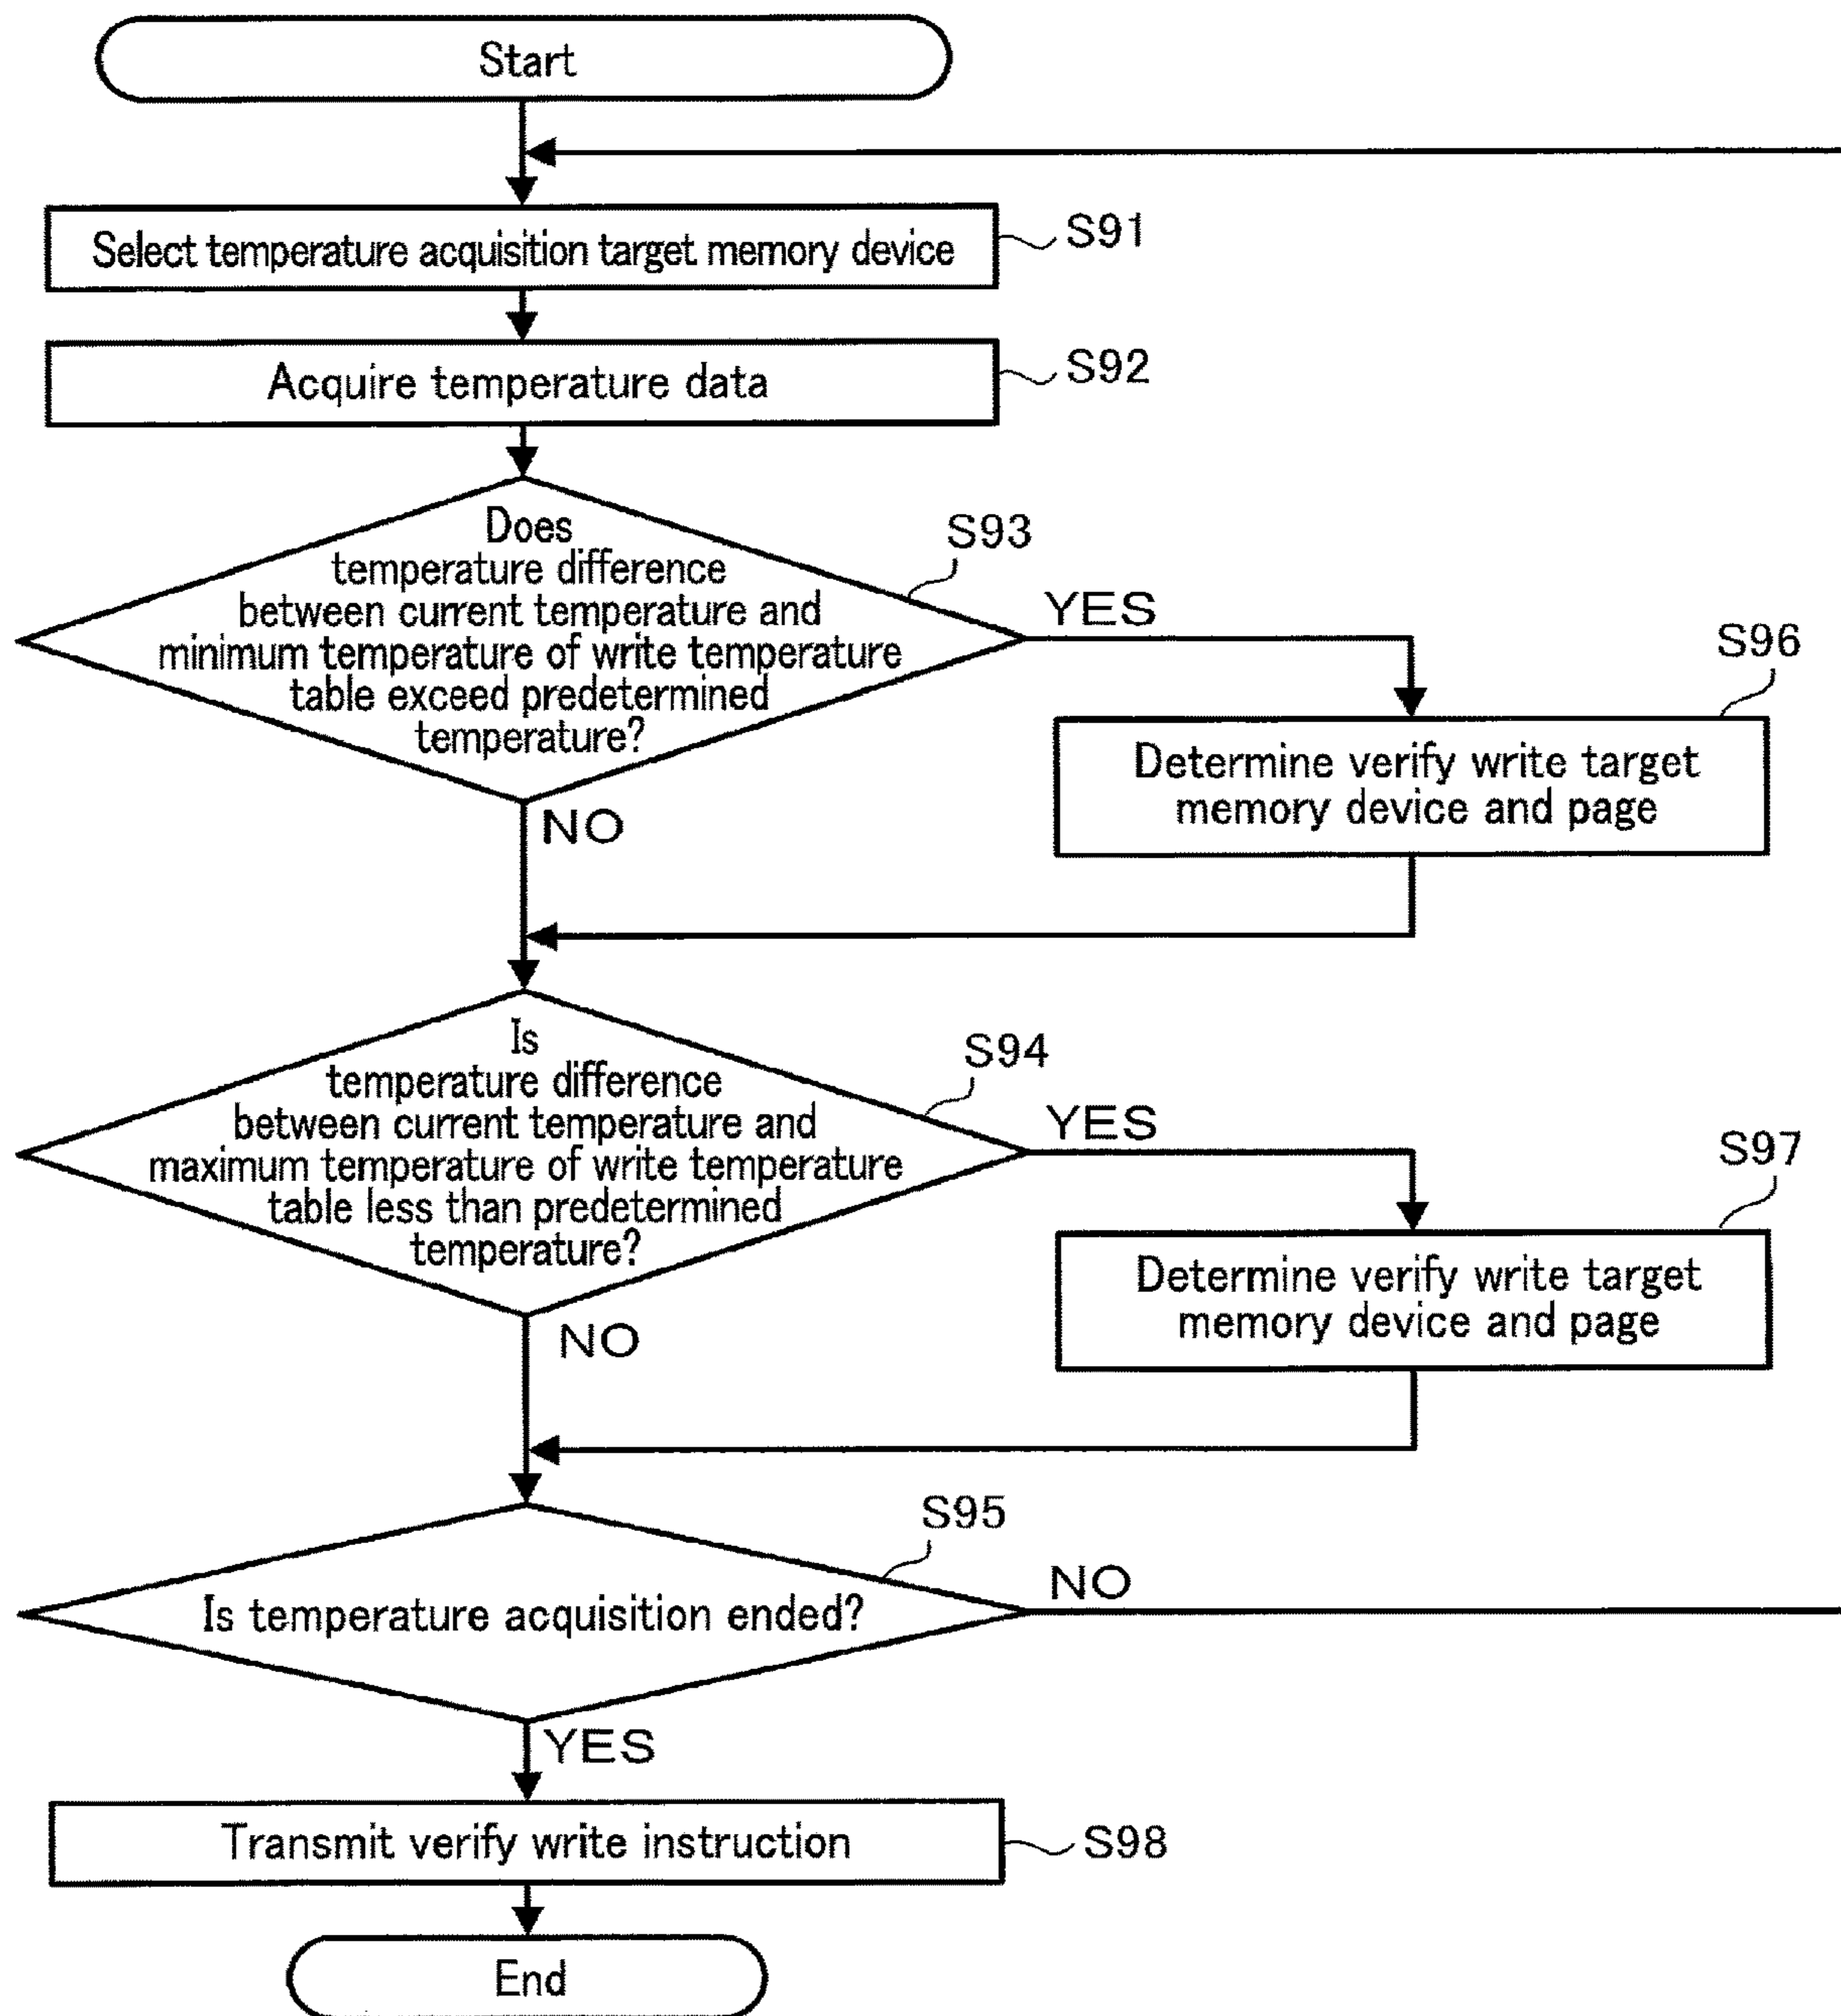 Start
Select temperature acquisition target memory device
S91
Acquire temperature data
S92
Does
temperature difference
between current temperature and
minimum temperature of write temperature
table exceed predetermined
temperature?
S93
YES
NO
S96
Determine verify write target
memory device and page
Is
temperature difference
between current temperature and
maximum temperature of write temperature
table less than predetermined
temperature?
S94
YES
NO
S97
Determine verify write target
memory device and page
Is temperature acquisition ended?
S95
NO
YES
Transmit verify write instruction
S98
End